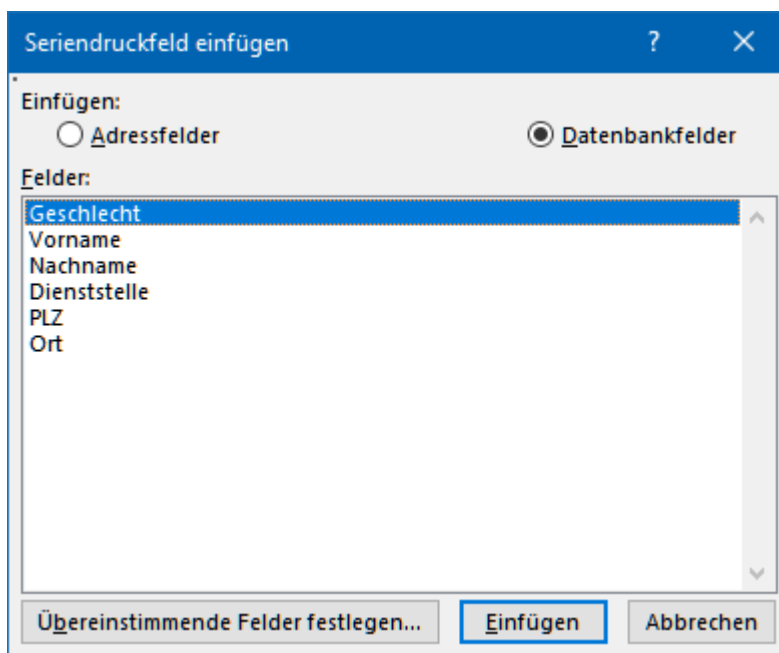 Seriendruckfeld einfügen ?
Einfügen:
Adressfelder Datenbankfelder
Felder:
Geschlecht
Vorname
Nachname
Dienststelle
PLZ
Ort
Übereinstimmende Felder festlegen... Einfügen Abbrechen